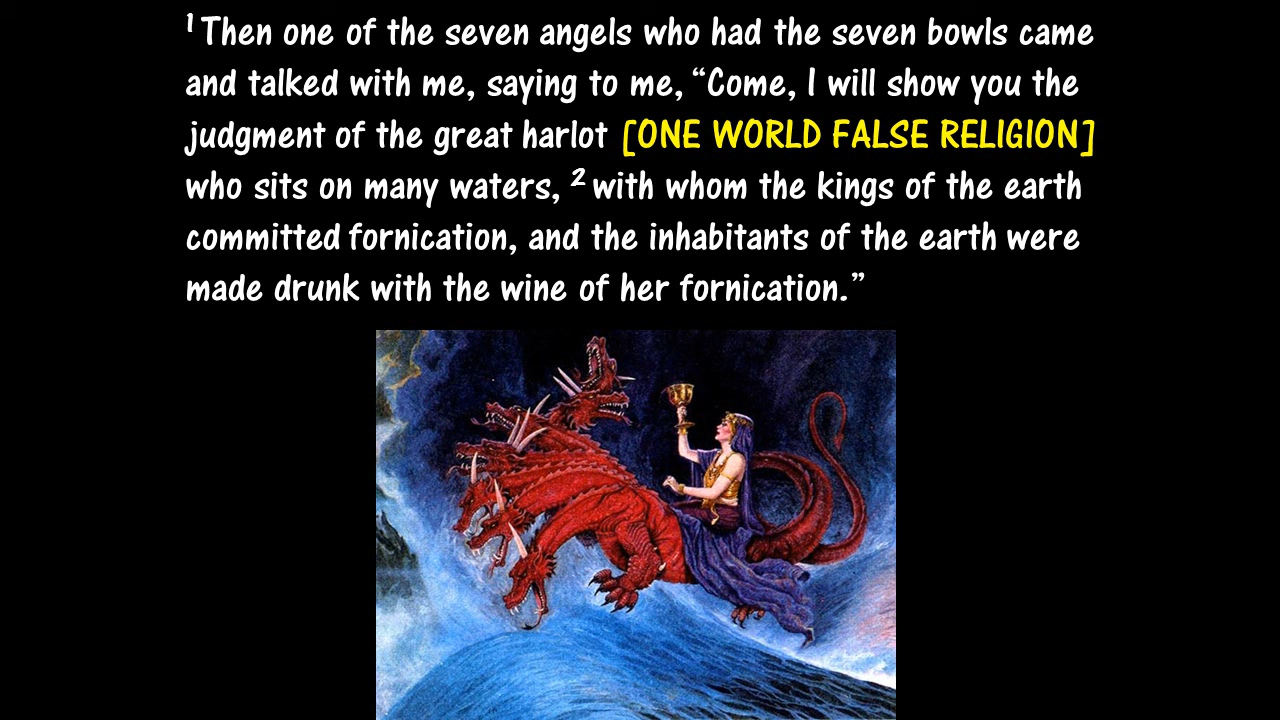 ¹ Then one of the seven angels who had the seven bowls came
and talked with me, saying to me, “Come, I will show you the
judgment of the great harlot [ONE WORLD FALSE RELIGION]
who sits on many waters, ² with whom the kings of the earth
committed fornication, and the inhabitants of the earth were
made drunk with the wine of her fornication.”